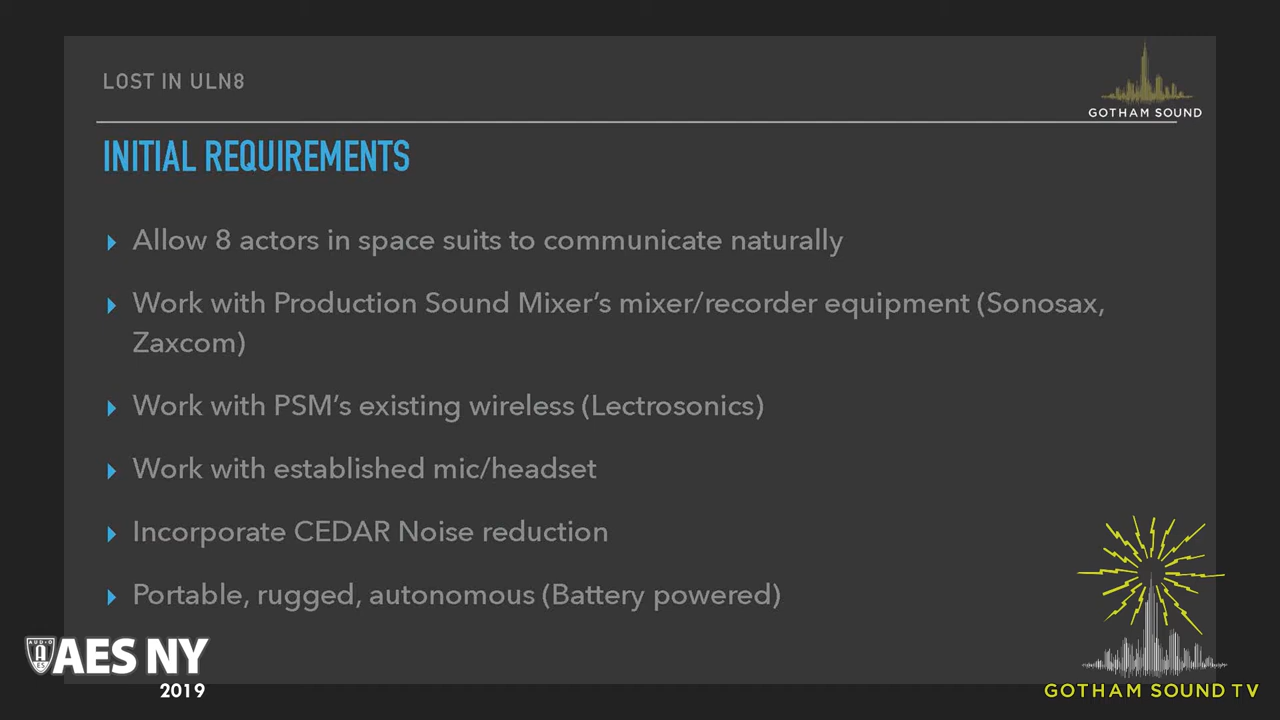 LOST IN ULN8
GOTHAM SOUND
INITIAL REQUIREMENTS
Allow 8 actors in space suits to communicate naturally
Work with Production Sound Mixer’s mixer/recorder equipment (Sonosax,
Zaxcom)
Work with PSM’s existing wireless (Lectrosonics)
Work with established mic/headset
Incorporate CEDAR Noise reduction
Portable, rugged, autonomous (Battery powered)
AUDIO
AES
AES NY
2019
GOTHAM SOUND TV